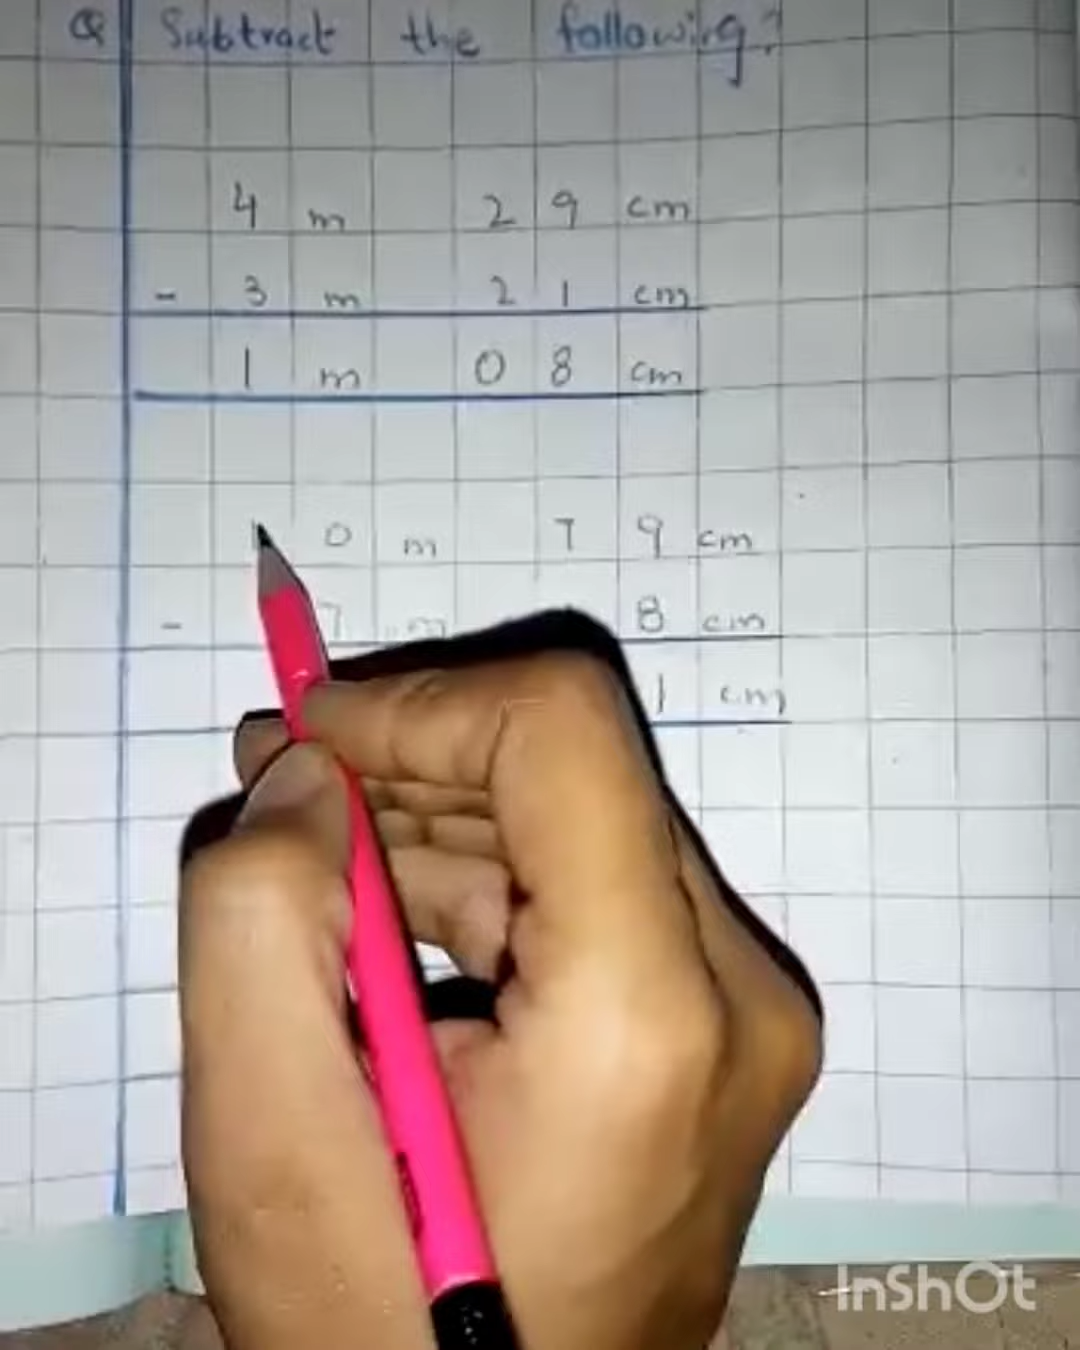 Q Subtract the following?
4 m 29 cm
- 3 m 21 cm
1 m 08 cm
0 m 79 cm
- 7 m 8 cm
1 cm
InShOt